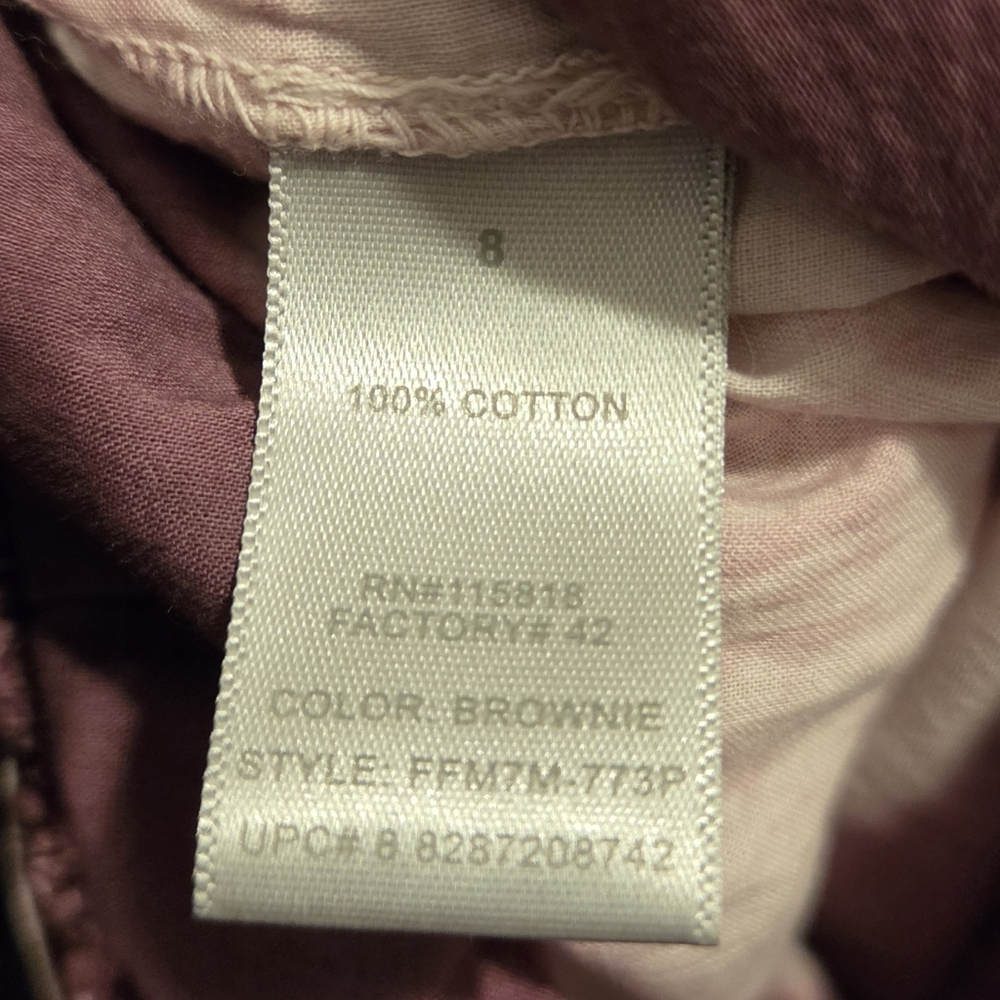 8
100% COTTON
RN#115818
FACTORY# 42
COLOR: BROWNIE
STYLE: FFM7M-773P
UPC# 8 8287208742